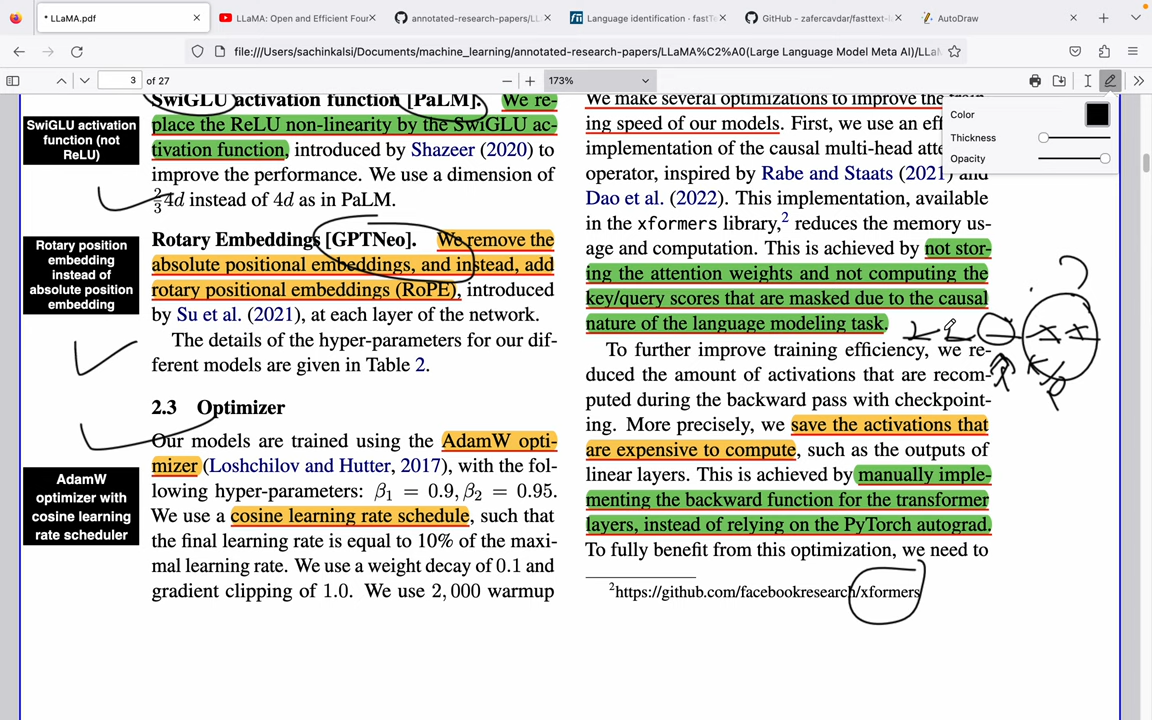 * LLaMA.pdf
LLaMA: Open and Efficient Foun
annotated-research-papers/LL
Language identification · fastTe
GitHub - zafercavdar/fasttext-l
AutoDraw
file:///Users/sachinkalsi/Documents/machine_learning/annotated-research-papers/LLaMA%C2%A0(Large Language Model Meta AI)/LLa
3 of 27
173%
Color
Thickness
Opacity
SwiGLU activation
function (not
ReLU)
Rotary position
embedding
instead of
absolute position
embedding
AdamW
optimizer with
cosine learning
rate scheduler
SwiGLU activation function [PaLM]. We re-
place the ReLU non-linearity by the SwiGLU ac-
tivation function, introduced by Shazeer (2020) to
improve the performance. We use a dimension of
2/3 4d instead of 4d as in PaLM.
Rotary Embeddings [GPTNeo]. We remove the
absolute positional embeddings, and instead, add
rotary positional embeddings (RoPE), introduced
by Su et al. (2021), at each layer of the network.
The details of the hyper-parameters for our dif-
ferent models are given in Table 2.
2.3 Optimizer
Our models are trained using the AdamW opti-
mizer (Loshchilov and Hutter, 2017), with the fol-
lowing hyper-parameters: β1 = 0.9, β2 = 0.95.
We use a cosine learning rate schedule, such that
the final learning rate is equal to 10% of the maxi-
mal learning rate. We use a weight decay of 0.1 and
gradient clipping of 1.0. We use 2,000 warmup
We make several optimizations to improve the
ing speed of our models. First, we use an eff
implementation of the causal multi-head atte
operator, inspired by Rabe and Staats (2021) and
Dao et al. (2022). This implementation, available
in the xformers library,2 reduces the memory us-
age and computation. This is achieved by not stor-
ing the attention weights and not computing the
key/query scores that are masked due to the causal
nature of the language modeling task.
To further improve training efficiency, we re-
duced the amount of activations that are recom-
puted during the backward pass with checkpoint-
ing. More precisely, we save the activations that
are expensive to compute, such as the outputs of
linear layers. This is achieved by manually imple-
menting the backward function for the transformer
layers, instead of relying on the PyTorch autograd.
To fully benefit from this optimization, we need to
2https://github.com/facebookresearch/xformers